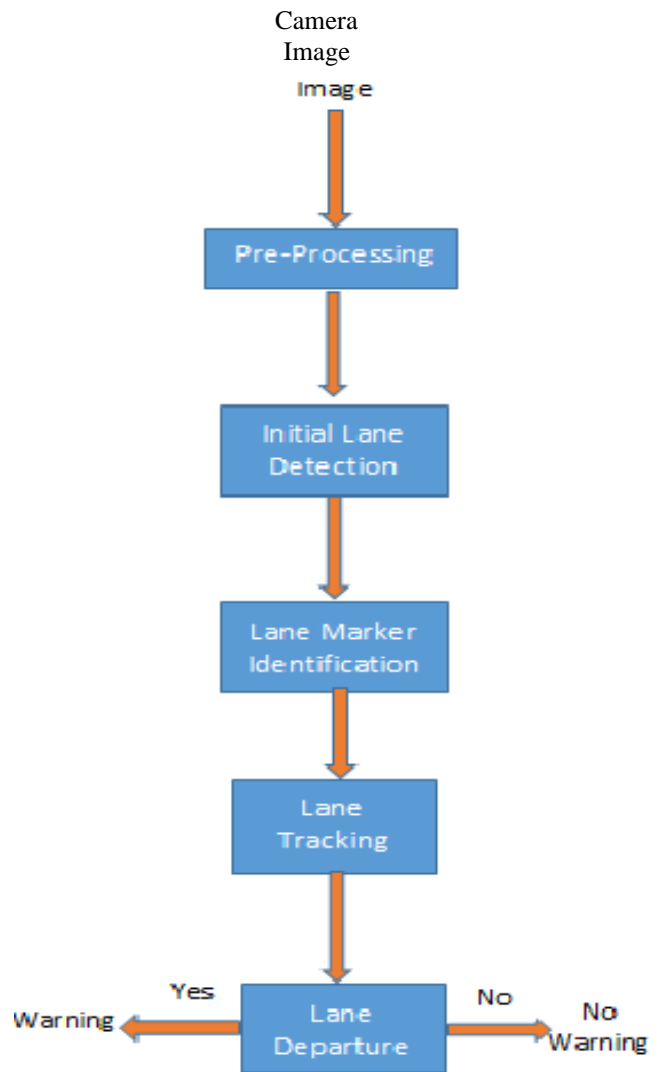 Camera
Image
Image
Pre-Processing
Initial Lane
Detection
Lane Marker
Identification
Lane
Tracking
Yes
No
Warning
Lane
Departure
No
Warning